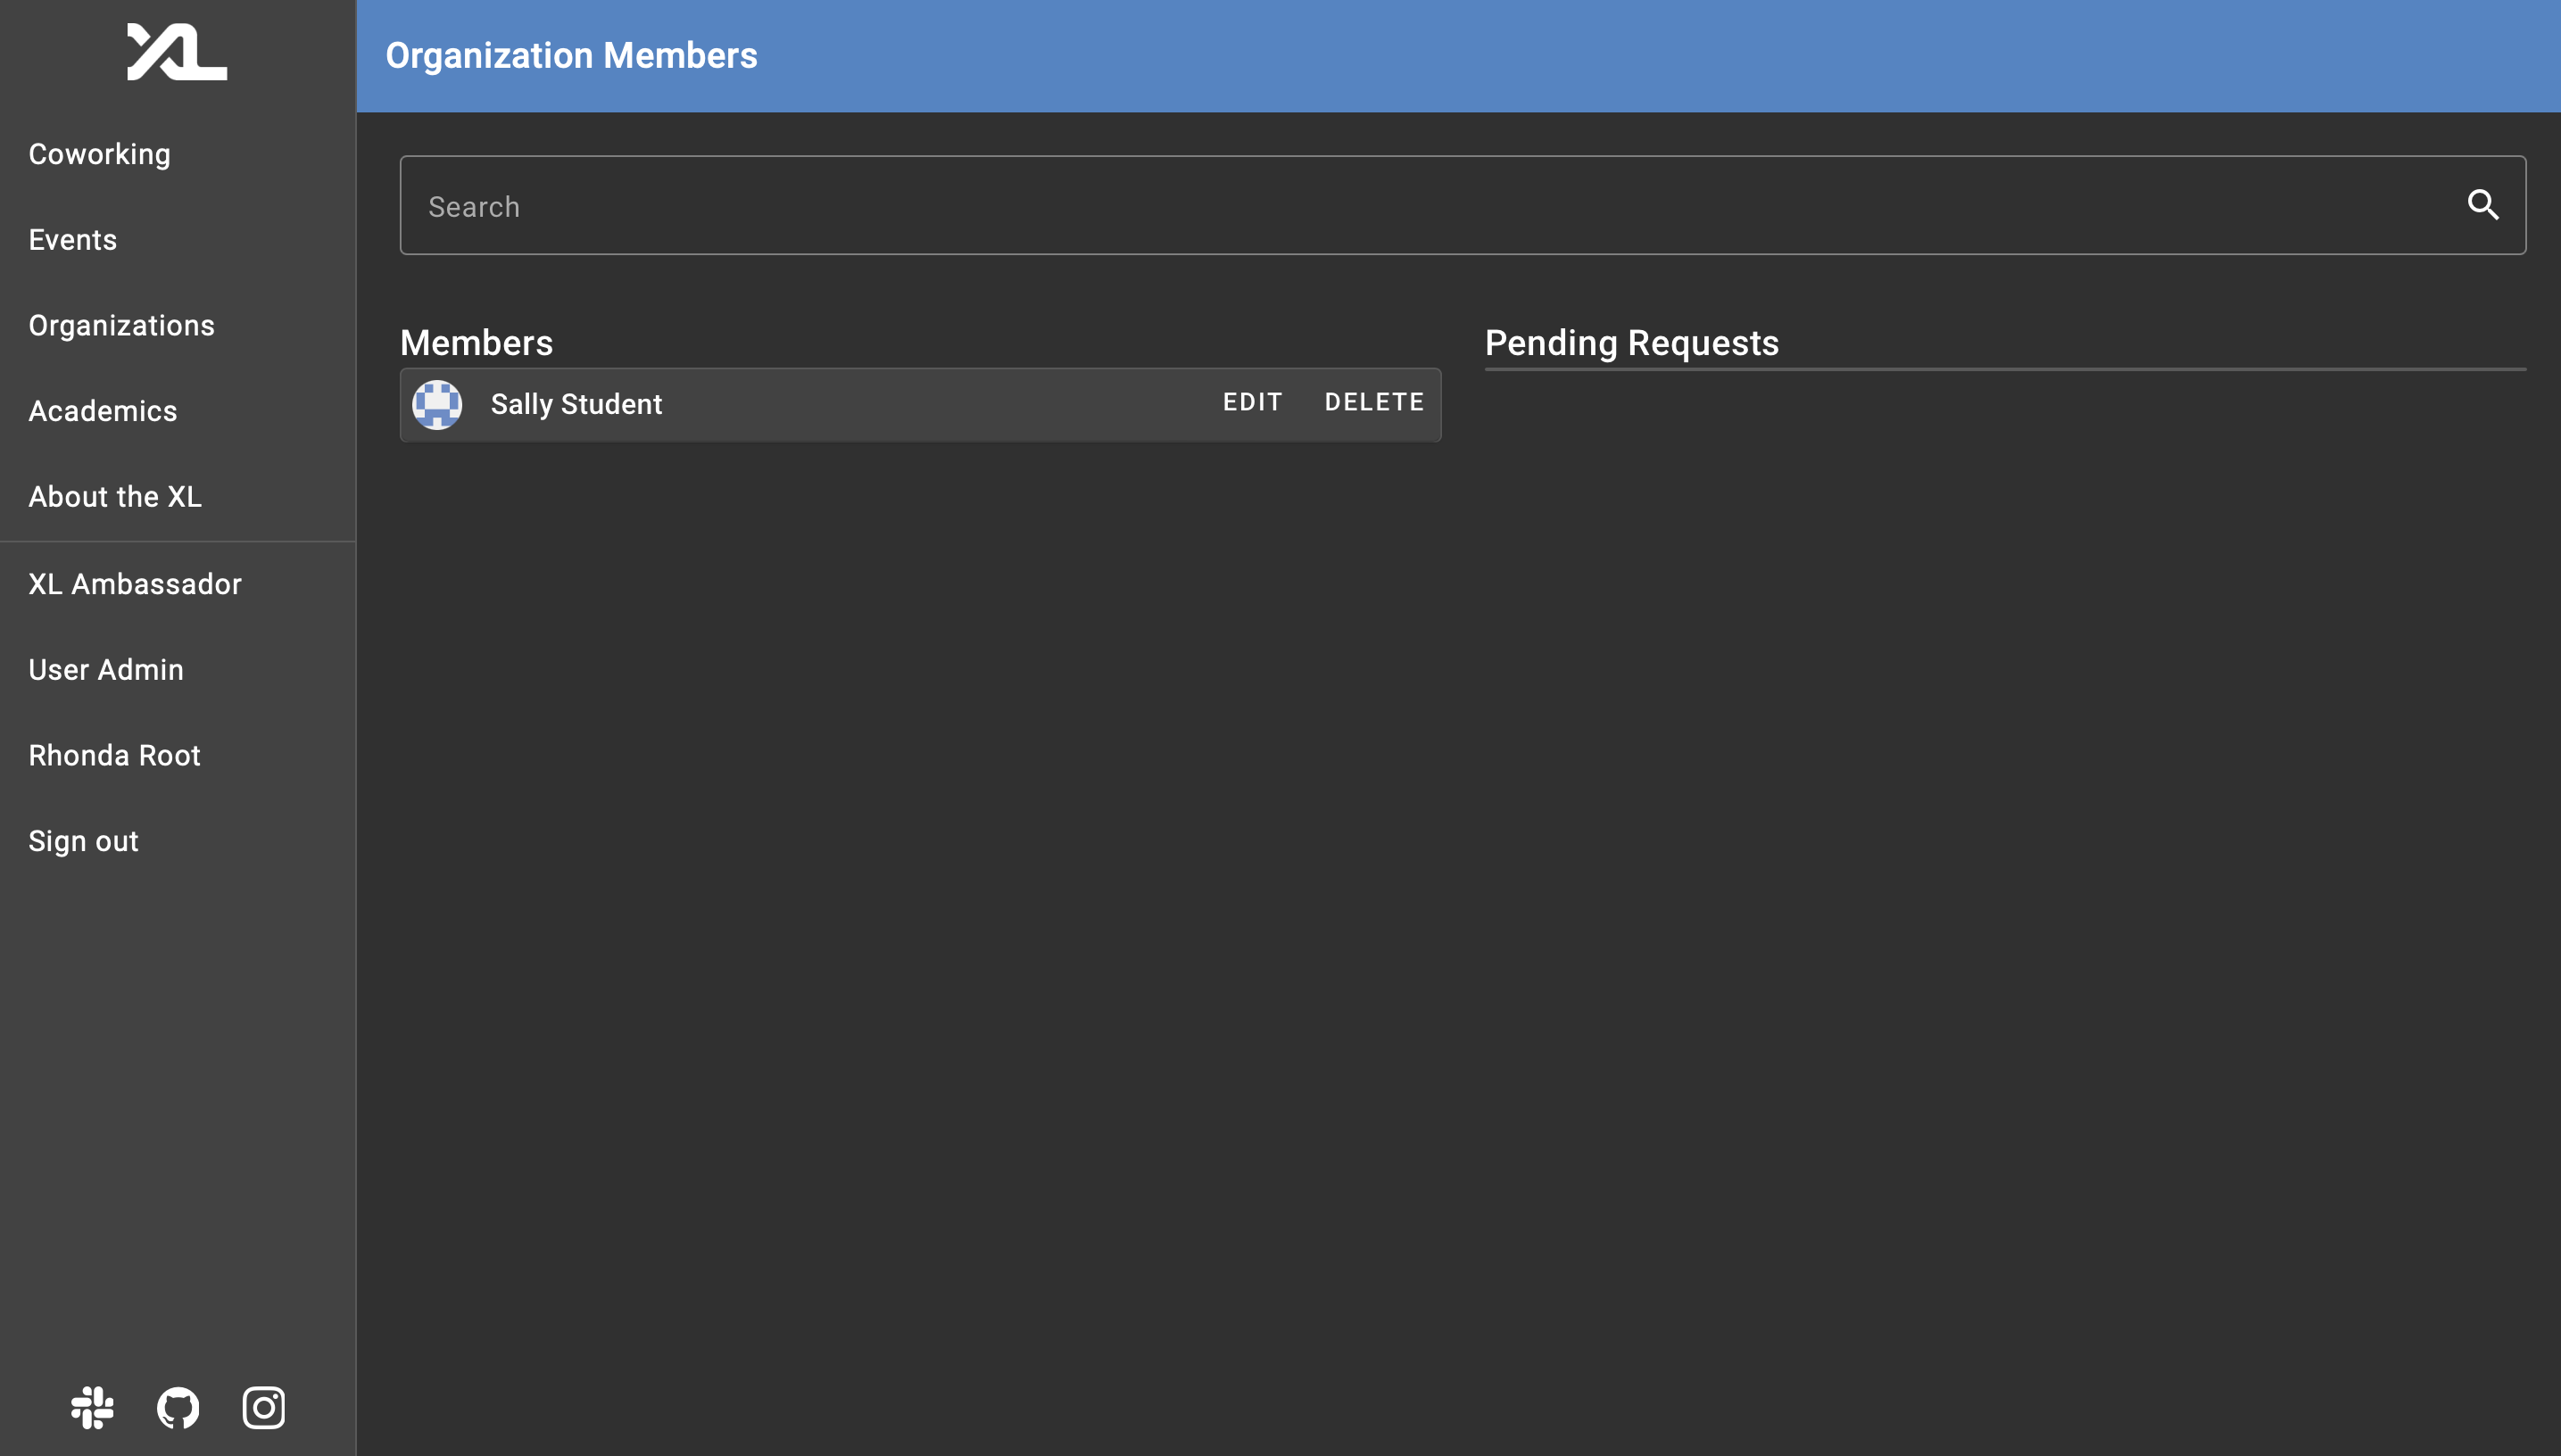 XL
Coworking
Events
Organizations
Academics
About the XL
XL Ambassador
User Admin
Rhonda Root
Sign out
Organization Members
Search
Members
Sally Student EDIT DELETE
Pending Requests